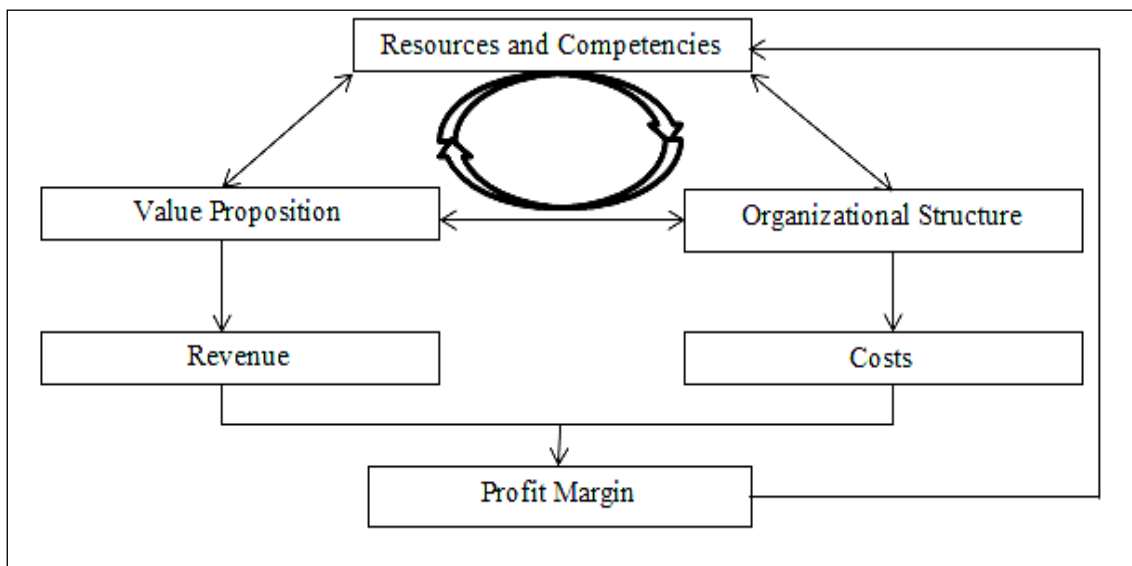 Resources and Competencies
Value Proposition
Organizational Structure
Revenue
Costs
Profit Margin